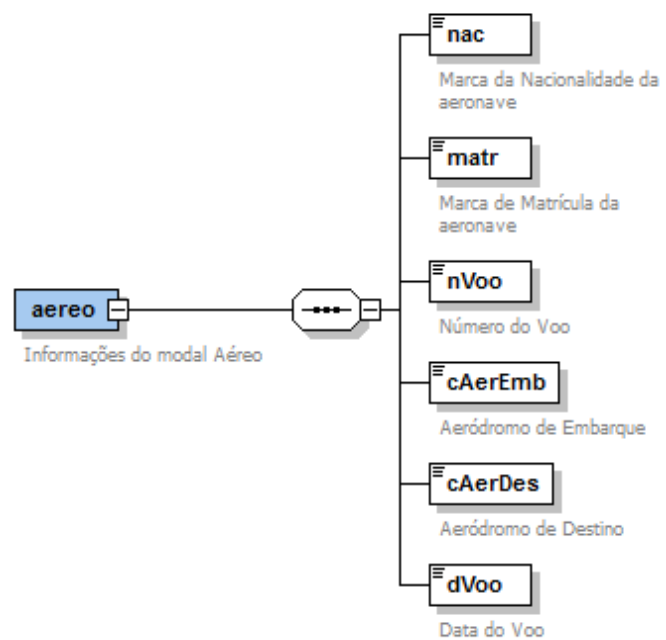 nac
Marca da Nacionalidade da
aeronave
matr
Marca de Matrícula da
aeronave
aereo
Informações do modal Aéreo
nVoo
Número do Voo
cAerEmb
Aeródromo de Embarque
cAerDes
Aeródromo de Destino
dVoo
Data do Voo